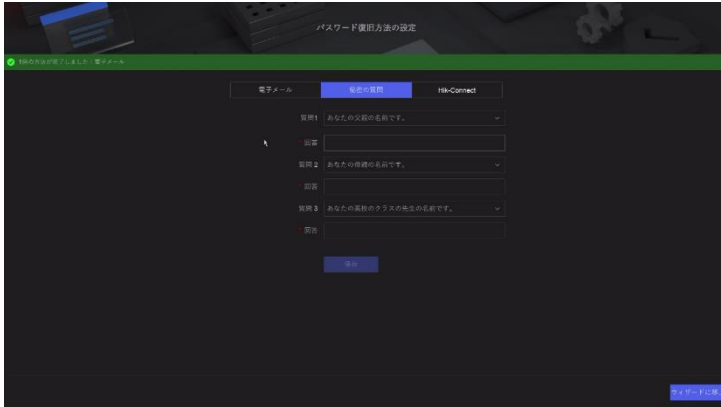 パスワード復旧方法の設定
1個の方法が完了しました：電子メール
電子メール 秘密の質問 Hik-Connect
質問1 あなたの父親の名前です。
* 回答
質問 2 あなたの母親の名前です。
* 回答
質問 3 あなたの高校のクラスの先生の名前です。
* 回答
保存
ウィザードに移